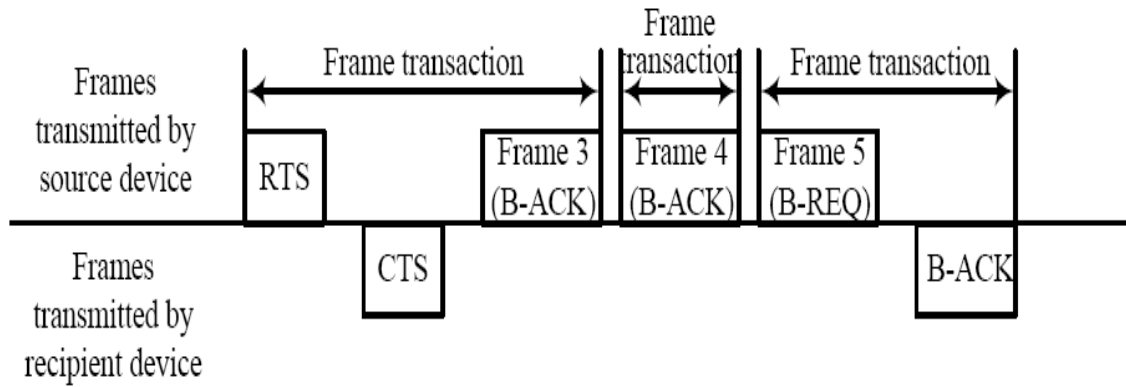 Frame
Frame transaction
transaction
Frame transaction
Frames
transmitted by
source device
RTS
Frame 3
(B-ACK)
Frame 4
(B-ACK)
Frame 5
(B-REQ)
CTS
B-ACK
Frames
transmitted by
recipient device